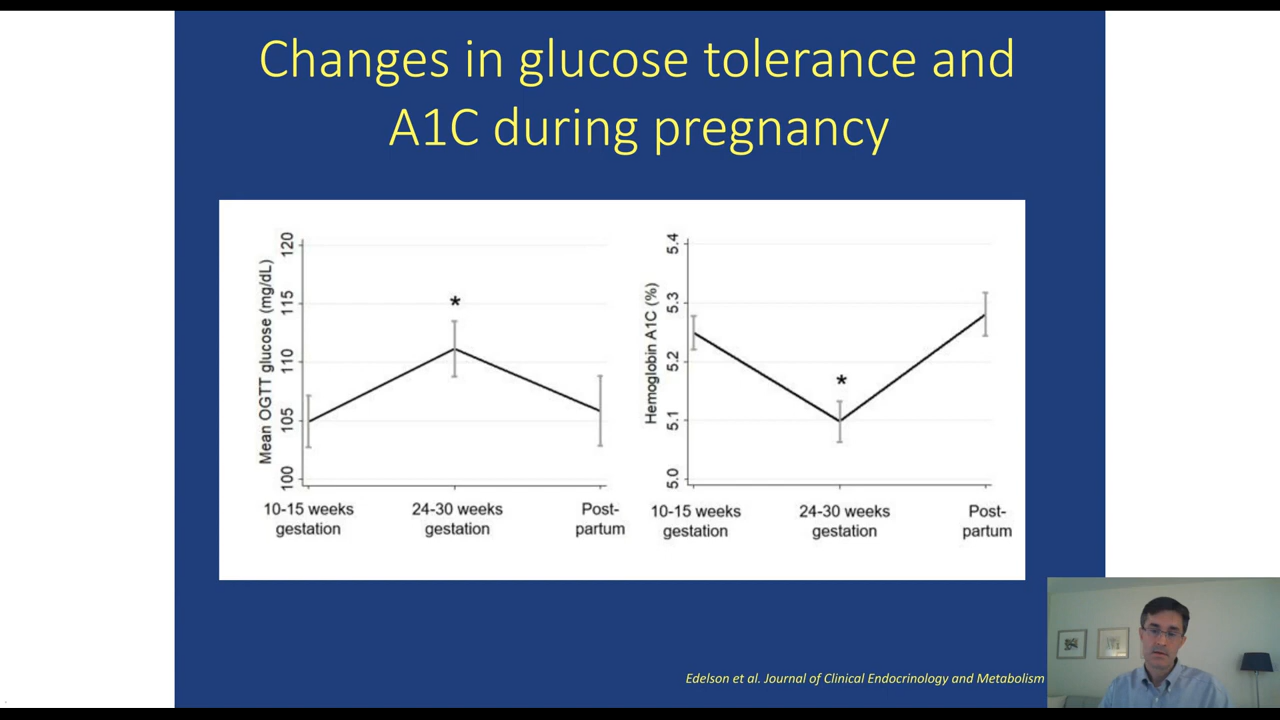 Changes in glucose tolerance and
A1C during pregnancy
Mean OGTT glucose (mg/dL)
120
115
110
105
100
*
10-15 weeks
gestation
24-30 weeks
gestation
Post-
partum
Hemoglobin A1C (%)
5.4
5.3
5.2
5.1
5.0
*
10-15 weeks
gestation
24-30 weeks
gestation
Post-
partum
Edelson et al. Journal of Clinical Endocrinology and Metabolism